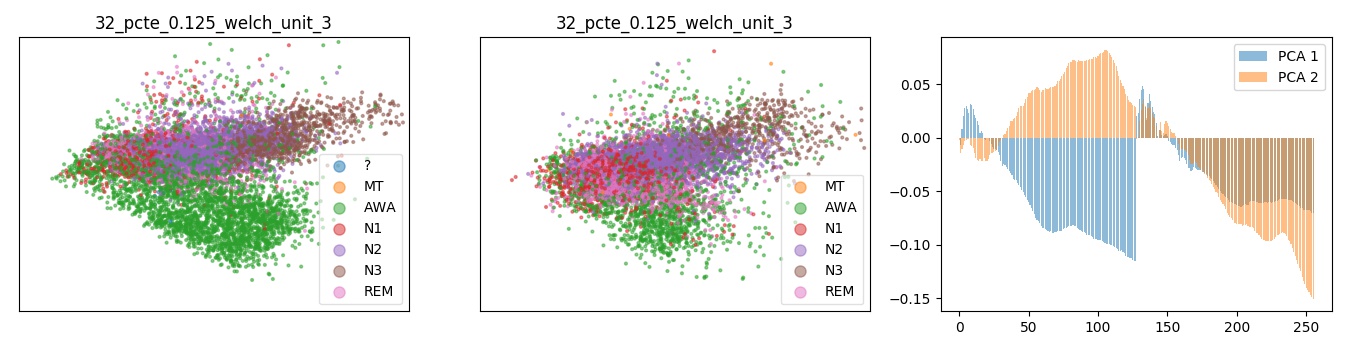 32_pcte_0.125_welch_unit_3
?
MT
AWA
N1
N2
N3
REM
32_pcte_0.125_welch_unit_3
MT
AWA
N1
N2
N3
REM
PCA 1
PCA 2
0.05
0.00
−0.05
−0.10
−0.15
0 50 100 150 200 250